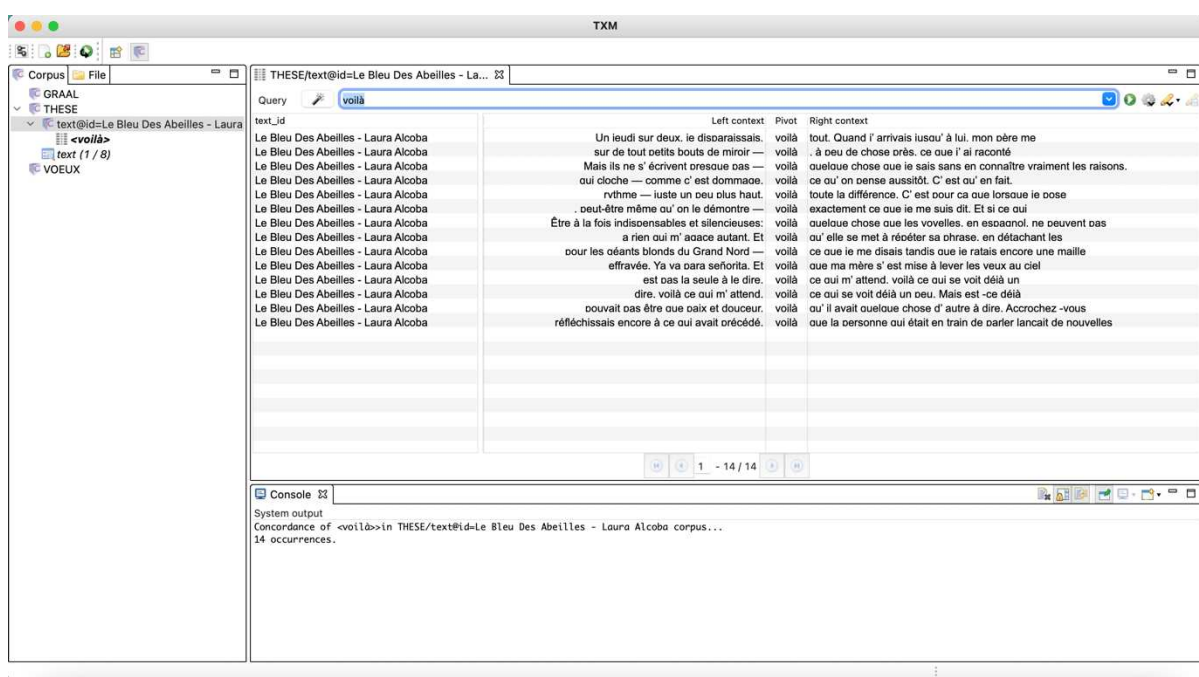 TXM
Corpus File
THESE/text@id=Le Bleu Des Abeilles - La...
GRAAL
THESE
text@id=Le Bleu Des Abeilles - Laura
<voilà>
text (1 / 8)
VOEUX
Query voilà
text_id Left context Pivot Right context
Le Bleu Des Abeilles - Laura Alcoba Un jeudi sur deux, je disparaissais. voilà tout. Quand j' arrivais jusqu' à lui, mon père me
Le Bleu Des Abeilles - Laura Alcoba sur de tout petits bouts de miroir — voilà , à peu de chose près, ce que j' ai raconté
Le Bleu Des Abeilles - Laura Alcoba Mais ils ne s' écrivent presque pas — voilà quelque chose que je sais sans en connaître vraiment les raisons.
Le Bleu Des Abeilles - Laura Alcoba qui cloche — comme c' est dommage, voilà ce qu' on pense aussitôt. C' est qu' en fait,
Le Bleu Des Abeilles - Laura Alcoba rythme — juste un peu plus haut, voilà toute la différence. C' est pour ça que lorsque je pose
Le Bleu Des Abeilles - Laura Alcoba , peut-être même qu' on le démontre — voilà exactement ce que je me suis dit. Et si ce qui
Le Bleu Des Abeilles - Laura Alcoba Être à la fois indispensables et silencieuses: voilà quelque chose que les voyelles, en espagnol, ne peuvent pas
Le Bleu Des Abeilles - Laura Alcoba a rien qui m' agace autant. Et voilà qu' elle se met à répéter sa phrase, en détachant les
Le Bleu Des Abeilles - Laura Alcoba pour les géants blonds du Grand Nord — voilà ce que je me disais tandis que je ratais encore une maille
Le Bleu Des Abeilles - Laura Alcoba effrayée. Ya va para señorita. Et voilà que ma mère s' est mise à lever les yeux au ciel
Le Bleu Des Abeilles - Laura Alcoba est pas la seule à le dire, voilà ce qui m' attend, voilà ce qui se voit déjà un
Le Bleu Des Abeilles - Laura Alcoba dire, voilà ce qui m' attend, voilà ce qui se voit déjà un peu. Mais est -ce déjà
Le Bleu Des Abeilles - Laura Alcoba pouvait pas être que paix et douceur, voilà qu' il avait quelque chose d' autre à dire. Accrochez -vous
Le Bleu Des Abeilles - Laura Alcoba réfléchissais encore à ce qui avait précédé, voilà que la personne qui était en train de parler lançait de nouvelles
1 - 14 / 14
Console
System output
Concordance of <voilà>>in THESE/text@id=Le Bleu Des Abeilles - Laura Alcoba corpus...
14 occurrences.